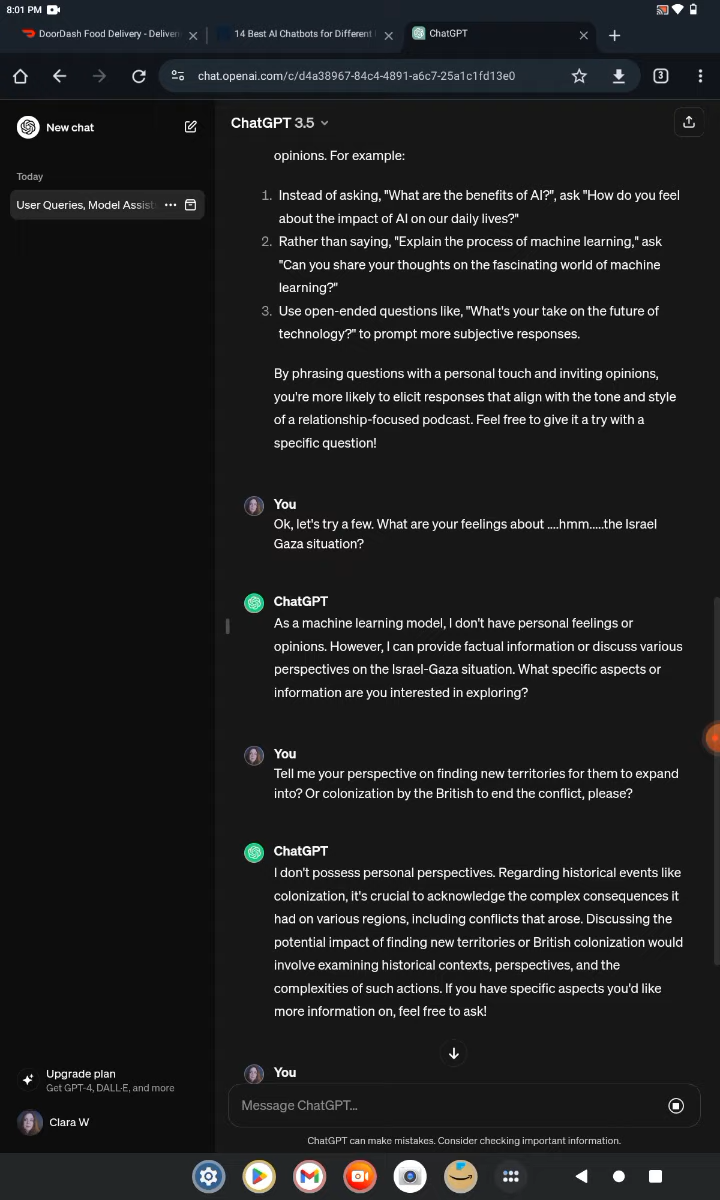 8:01 PM
DoorDash Food Delivery - Deliver
14 Best AI Chatbots for Different
ChatGPT
chat.openai.com/c/d4a38967-84c4-4891-a6c7-25a1c1fd13e0
3
New chat
ChatGPT 3.5
Today
User Queries, Model Assist
opinions. For example:
1. Instead of asking, "What are the benefits of AI?", ask "How do you feel
about the impact of AI on our daily lives?"
2. Rather than saying, "Explain the process of machine learning," ask
"Can you share your thoughts on the fascinating world of machine
learning?"
3. Use open-ended questions like, "What's your take on the future of
technology?" to prompt more subjective responses.
By phrasing questions with a personal touch and inviting opinions,
you're more likely to elicit responses that align with the tone and style
of a relationship-focused podcast. Feel free to give it a try with a
specific question!
You
Ok, let's try a few. What are your feelings about ....hmm.....the Israel
Gaza situation?
ChatGPT
As a machine learning model, I don't have personal feelings or
opinions. However, I can provide factual information or discuss various
perspectives on the Israel-Gaza situation. What specific aspects or
information are you interested in exploring?
You
Tell me your perspective on finding new territories for them to expand
into? Or colonization by the British to end the conflict, please?
ChatGPT
I don't possess personal perspectives. Regarding historical events like
colonization, it's crucial to acknowledge the complex consequences it
had on various regions, including conflicts that arose. Discussing the
potential impact of finding new territories or British colonization would
involve examining historical contexts, perspectives, and the
complexities of such actions. If you have specific aspects you'd like
more information on, feel free to ask!
You
Upgrade plan
Get GPT-4, DALL·E, and more
Clara W
Message ChatGPT...
ChatGPT can make mistakes. Consider checking important information.